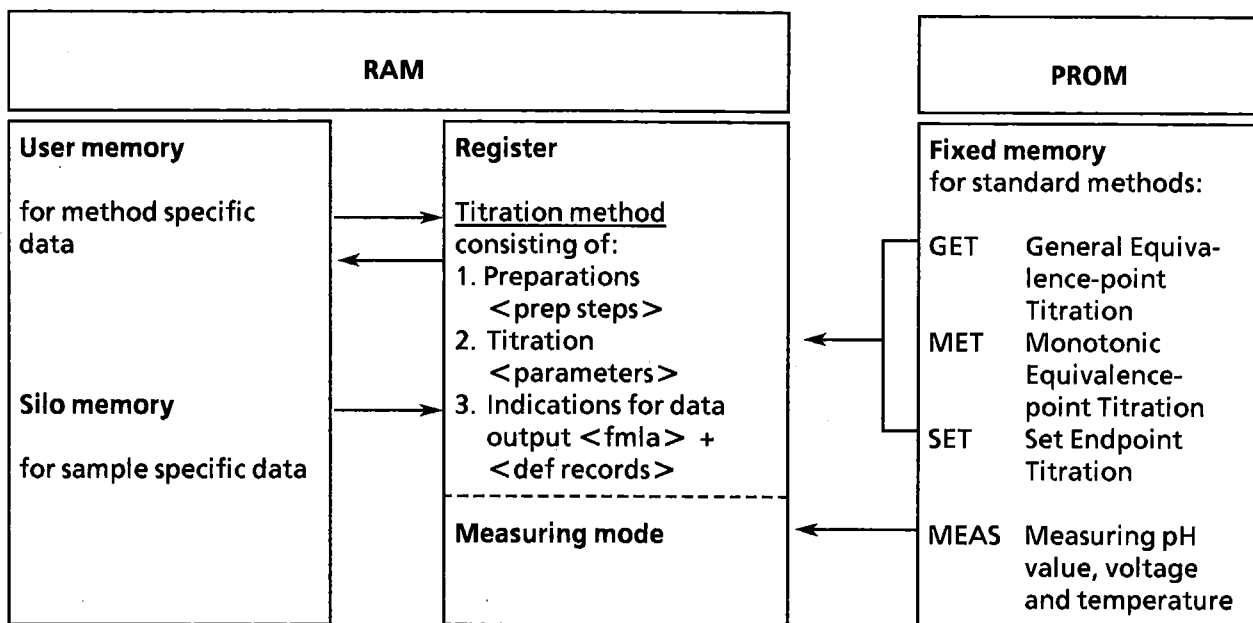 RAM
PROM
User memory
for method specific
data
Silo memory
for sample specific data
Register
Titration method
consisting of:
1. Preparations
<prep steps>
2. Titration
<parameters>
3. Indications for data
output <fmla> +
<def records>
Measuring mode
Fixed memory
for standard methods:
GET General Equiva-
lence-point
Titration
MET Monotonic
Equivalence-
point Titration
SET Set Endpoint
Titration
MEAS Measuring pH
value, voltage
and temperature